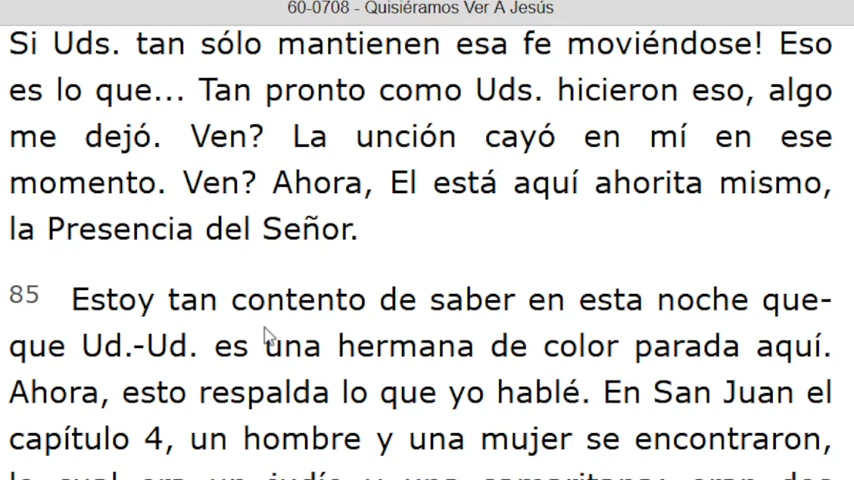 60-0708 - Quisiéramos Ver A Jesús
Si Uds. tan sólo mantienen esa fe moviéndose! Eso
es lo que... Tan pronto como Uds. hicieron eso, algo
me dejó. Ven? La unción cayó en mí en ese
momento. Ven? Ahora, El está aquí ahorita mismo,
la Presencia del Señor.
85 Estoy tan contento de saber en esta noche que-
que Ud.-Ud. es una hermana de color parada aquí.
Ahora, esto respalda lo que yo hablé. En San Juan el
capítulo 4, un hombre y una mujer se encontraron,